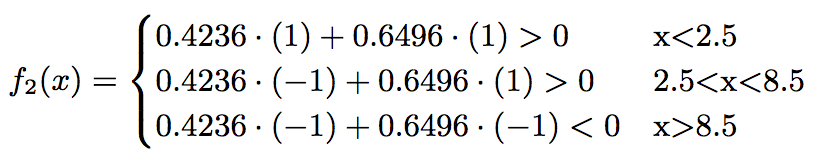 0.4236 · (1) + 0.6496 · (1) > 0 x<2.5
f₂(x) = 0.4236 · (−1) + 0.6496 · (1) > 0 2.5<x<8.5
0.4236 · (−1) + 0.6496 · (−1) < 0 x>8.5